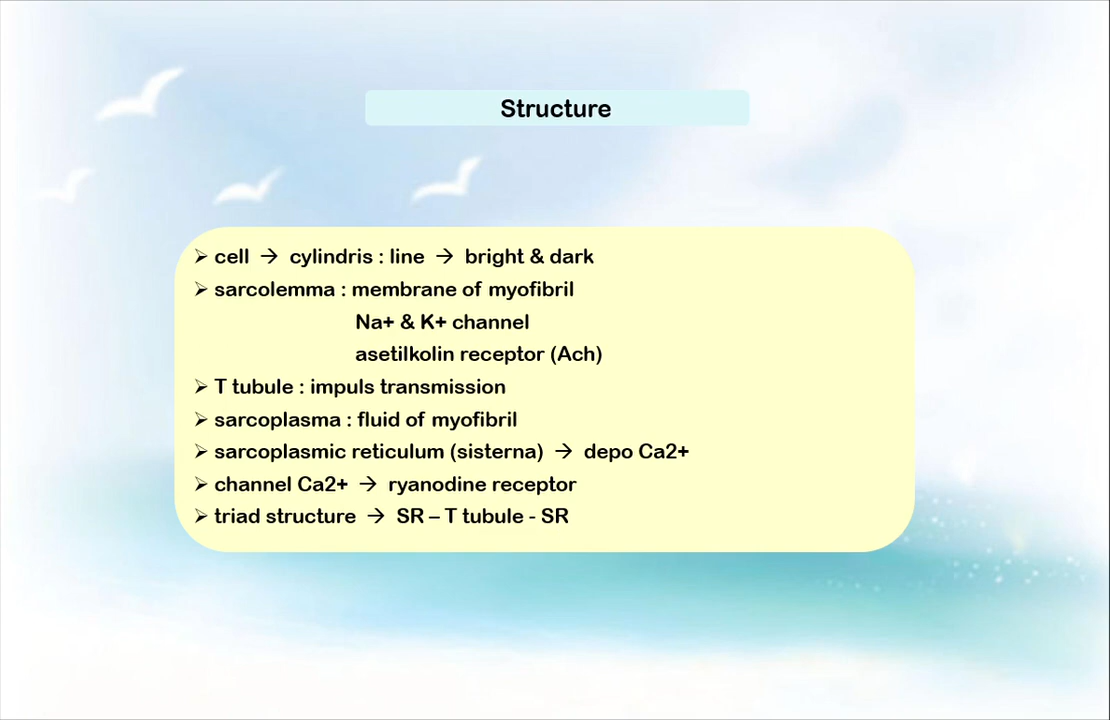 Structure
➢ cell → cylindris : line → bright & dark
➢ sarcolemma : membrane of myofibril
Na+ & K+ channel
asetilkolin receptor (Ach)
➢ T tubule : impuls transmission
➢ sarcoplasma : fluid of myofibril
➢ sarcoplasmic reticulum (sisterna) → depo Ca2+
➢ channel Ca2+ → ryanodine receptor
➢ triad structure → SR – T tubule - SR